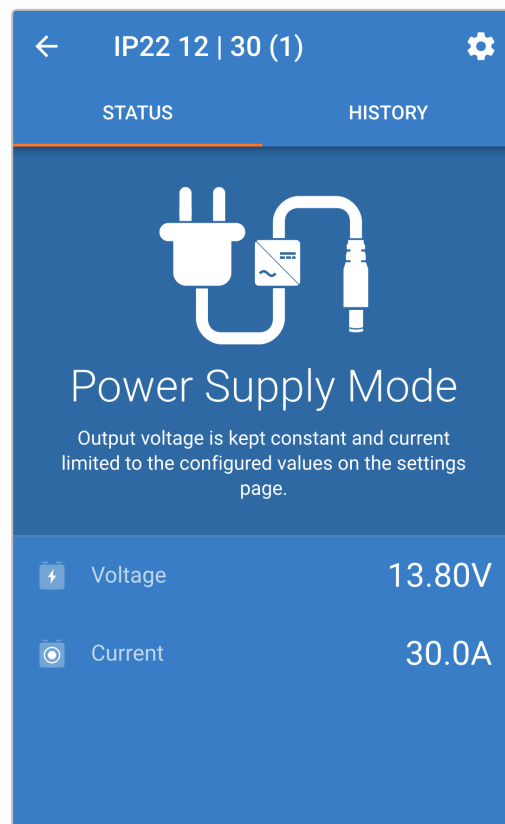 IP22 12 | 30 (1)
STATUS
HISTORY
Power Supply Mode
Output voltage is kept constant and current
limited to the configured values on the settings
page.
Voltage 13.80V
Current 30.0A